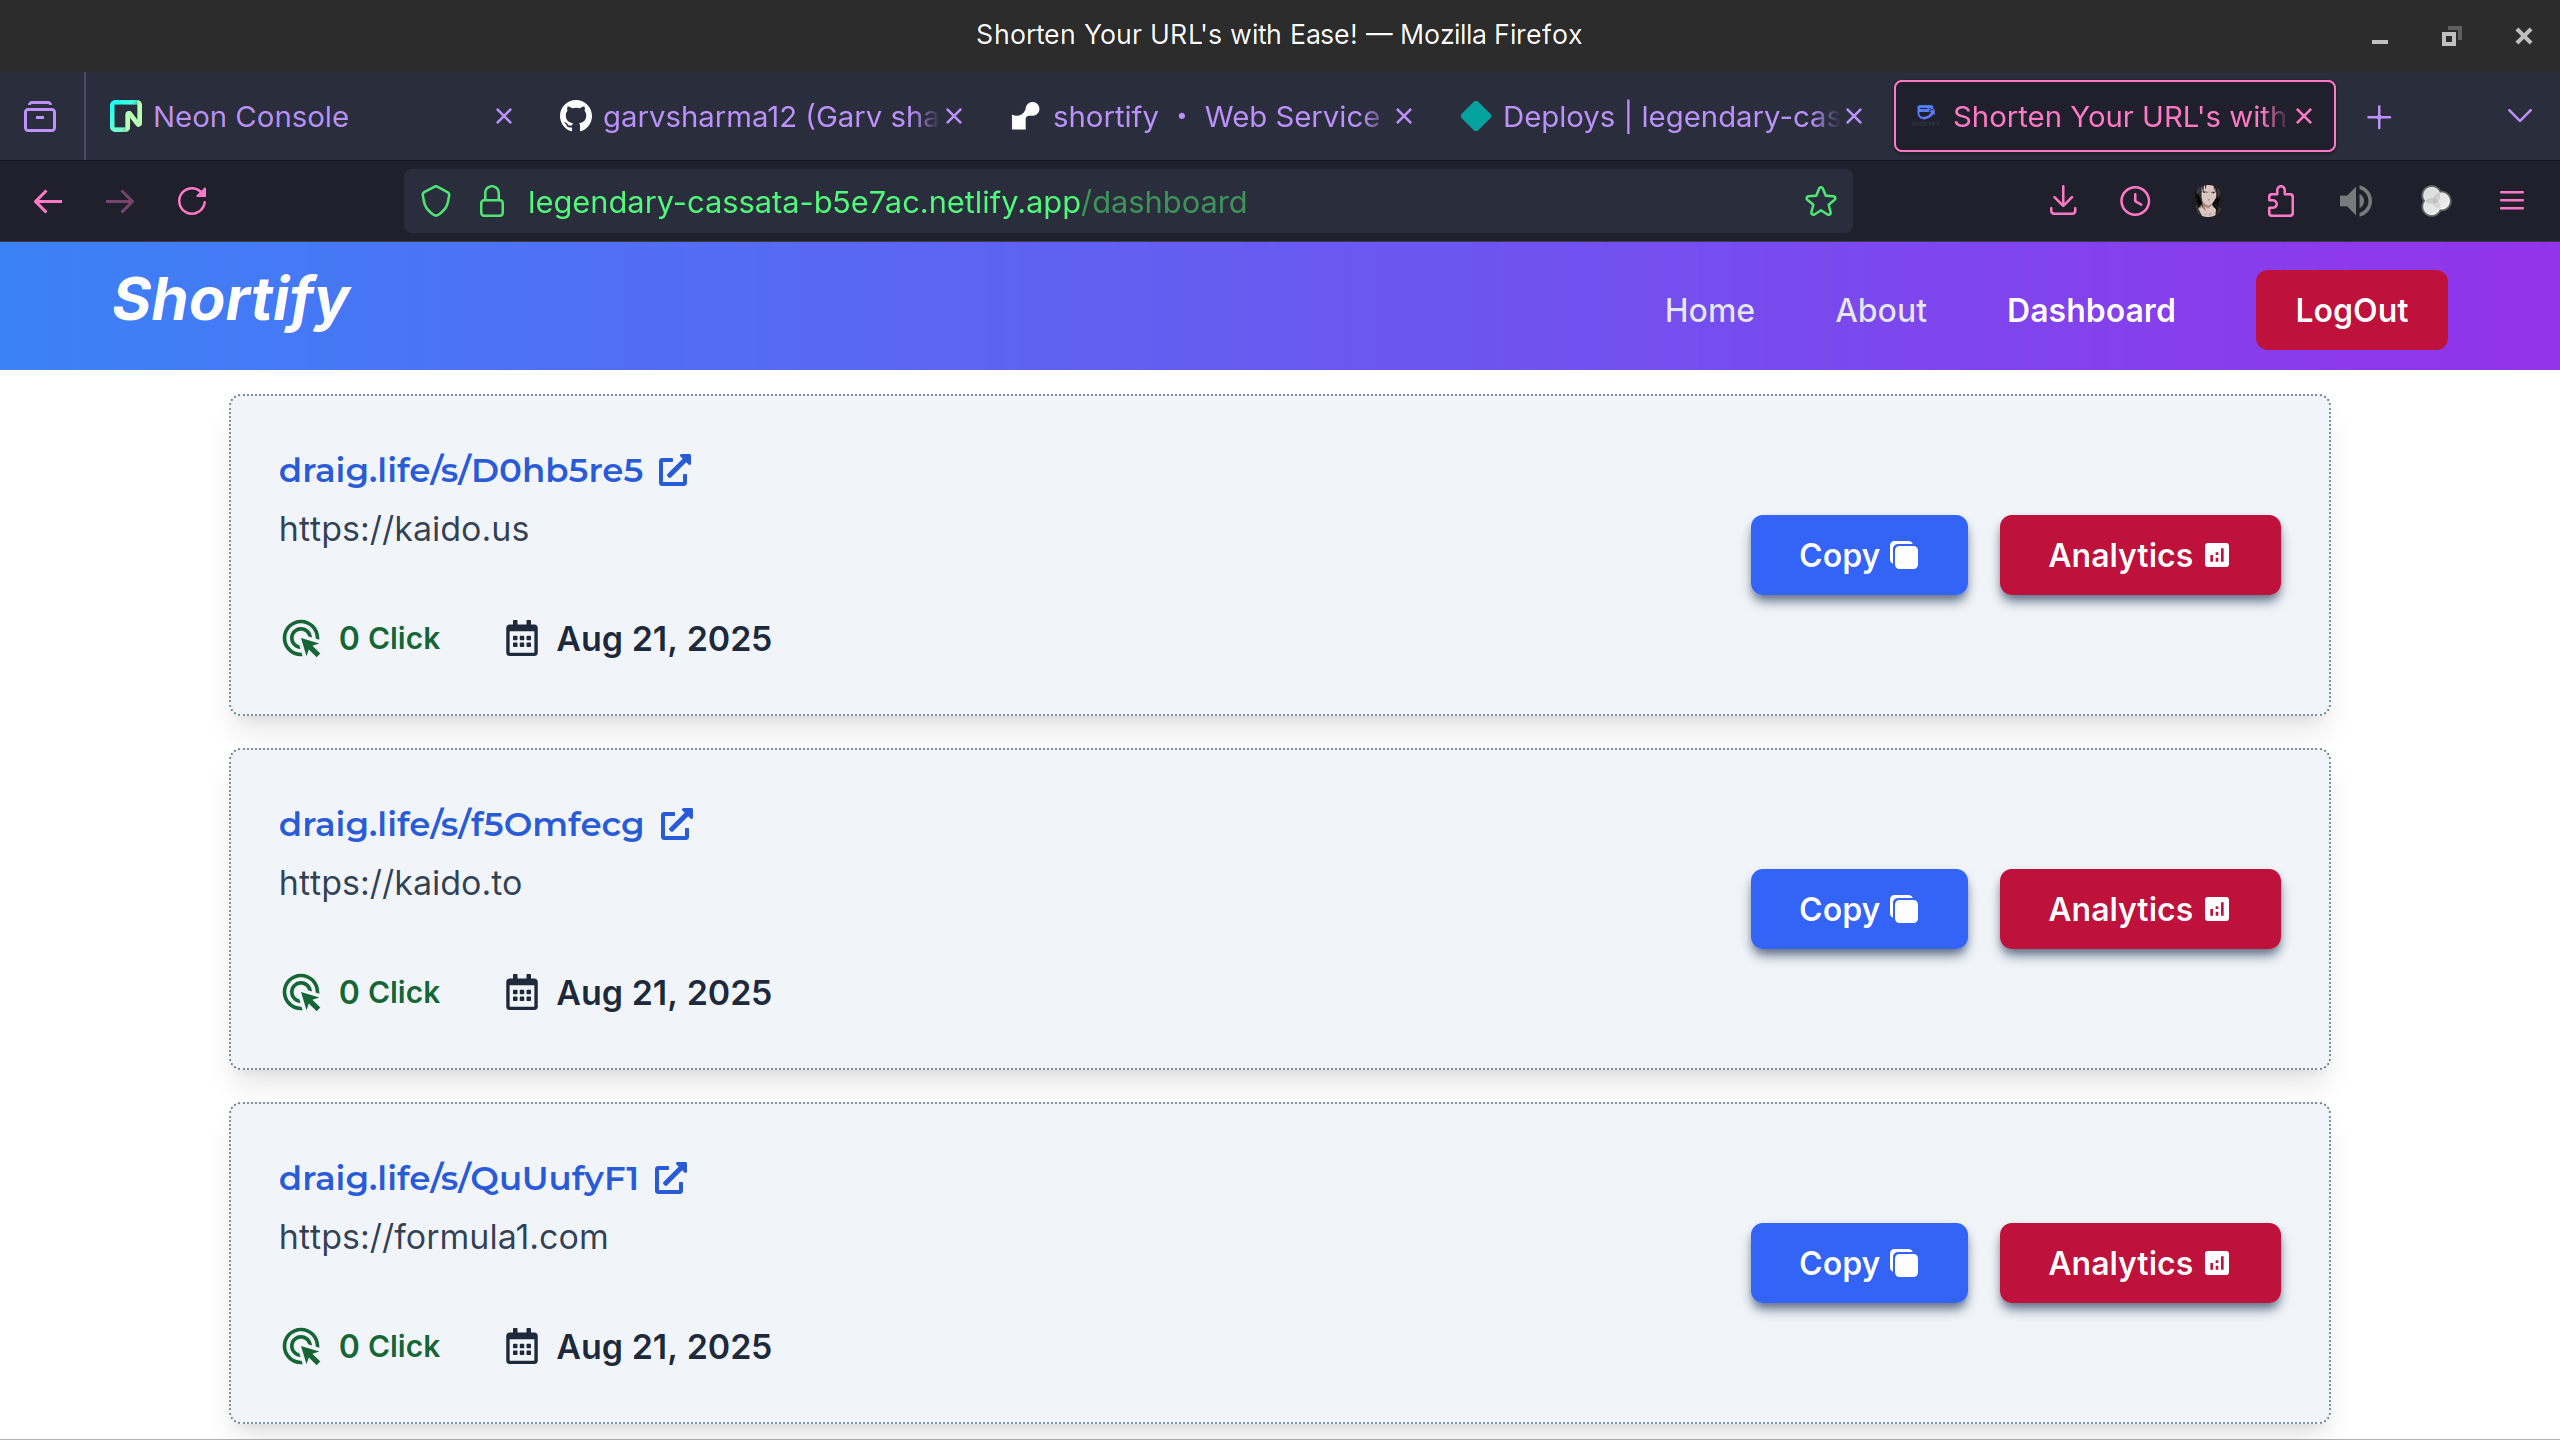 Shorten Your URL's with Ease! — Mozilla Firefox
Neon Console
garvsharma12 (Garv sha
shortify • Web Service
Deploys | legendary-cas
Shorten Your URL's with
legendary-cassata-b5e7ac.netlify.app/dashboard
Shortify
Home
About
Dashboard
LogOut
draig.life/s/D0hb5re5
https://kaido.us
Copy
Analytics
0 Click
Aug 21, 2025
draig.life/s/f5Omfecg
https://kaido.to
Copy
Analytics
0 Click
Aug 21, 2025
draig.life/s/QuUufyF1
https://formula1.com
Copy
Analytics
0 Click
Aug 21, 2025